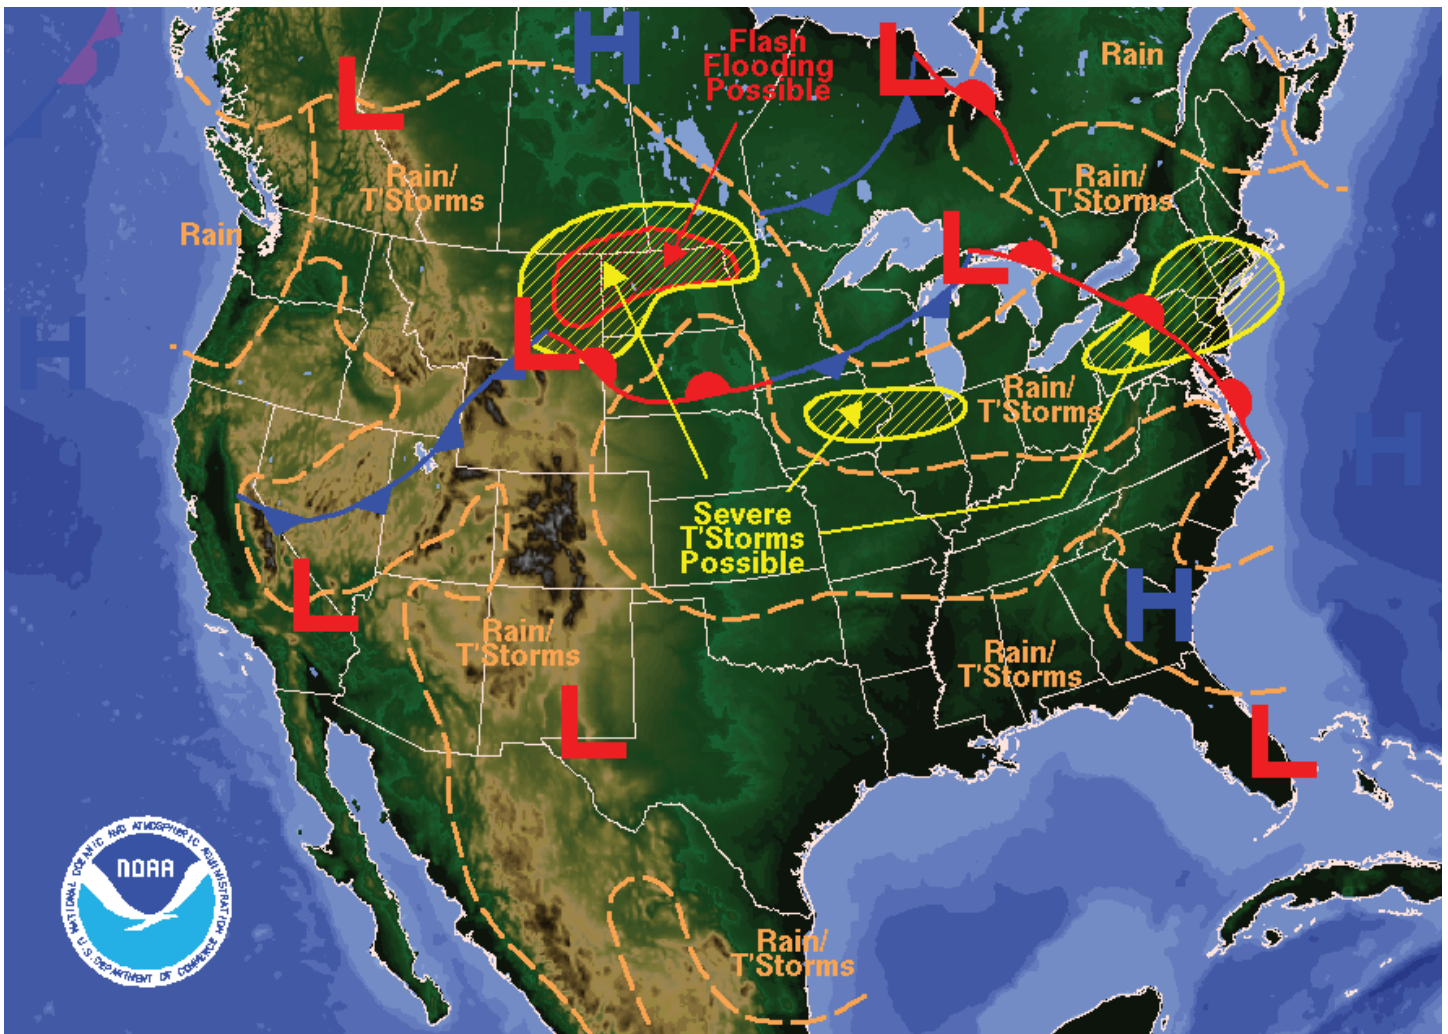 H
Flash
Flooding
Possible
L
Rain
L
Rain/
T'Storms
Rain/
T'Storms
Rain
L
H
L
Rain/
T'Storms
H
Severe
T'Storms
Possible
L
H
Rain/
T'Storms
Rain/
T'Storms
L
L
NATIONAL OCEANIC AND ATMOSPHERIC ADMINISTRATION
NOAA
U.S. DEPARTMENT OF COMMERCE
Rain/
T'Storms